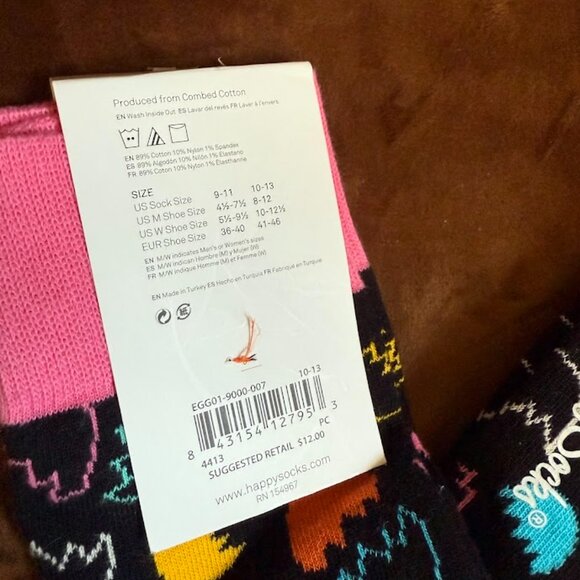 Produced from Combed Cotton
EN Wash Inside Out ES Lavar del revés FR Laver à l'envers
EN 89% Cotton 10% Nylon 1% Spandex
ES 89% Algodón 10% Nilón 1% Elastano
FR 89% Coton 10% Nylon 1% Elasthanne
SIZE
US Sock Size 9-11 10-13
US M Shoe Size 4½-7½ 8-12
US W Shoe Size 5½-9½ 10-12½
EUR Shoe Size 36-40 41-46
EN M/W indicates Men's or Women's sizes
ES M/W indican Hombre (M) y Mujer (W)
FR M/W indique Homme (M) et Femme (W)
EN Made in Turkey ES Hecho en Turquía FR Fabriqué en Turquie
EGG01-9000-007 10-13
8 43154 12795 3
4413 PC
SUGGESTED RETAIL $12.00
www.happysocks.com
RN 154967
Socks®